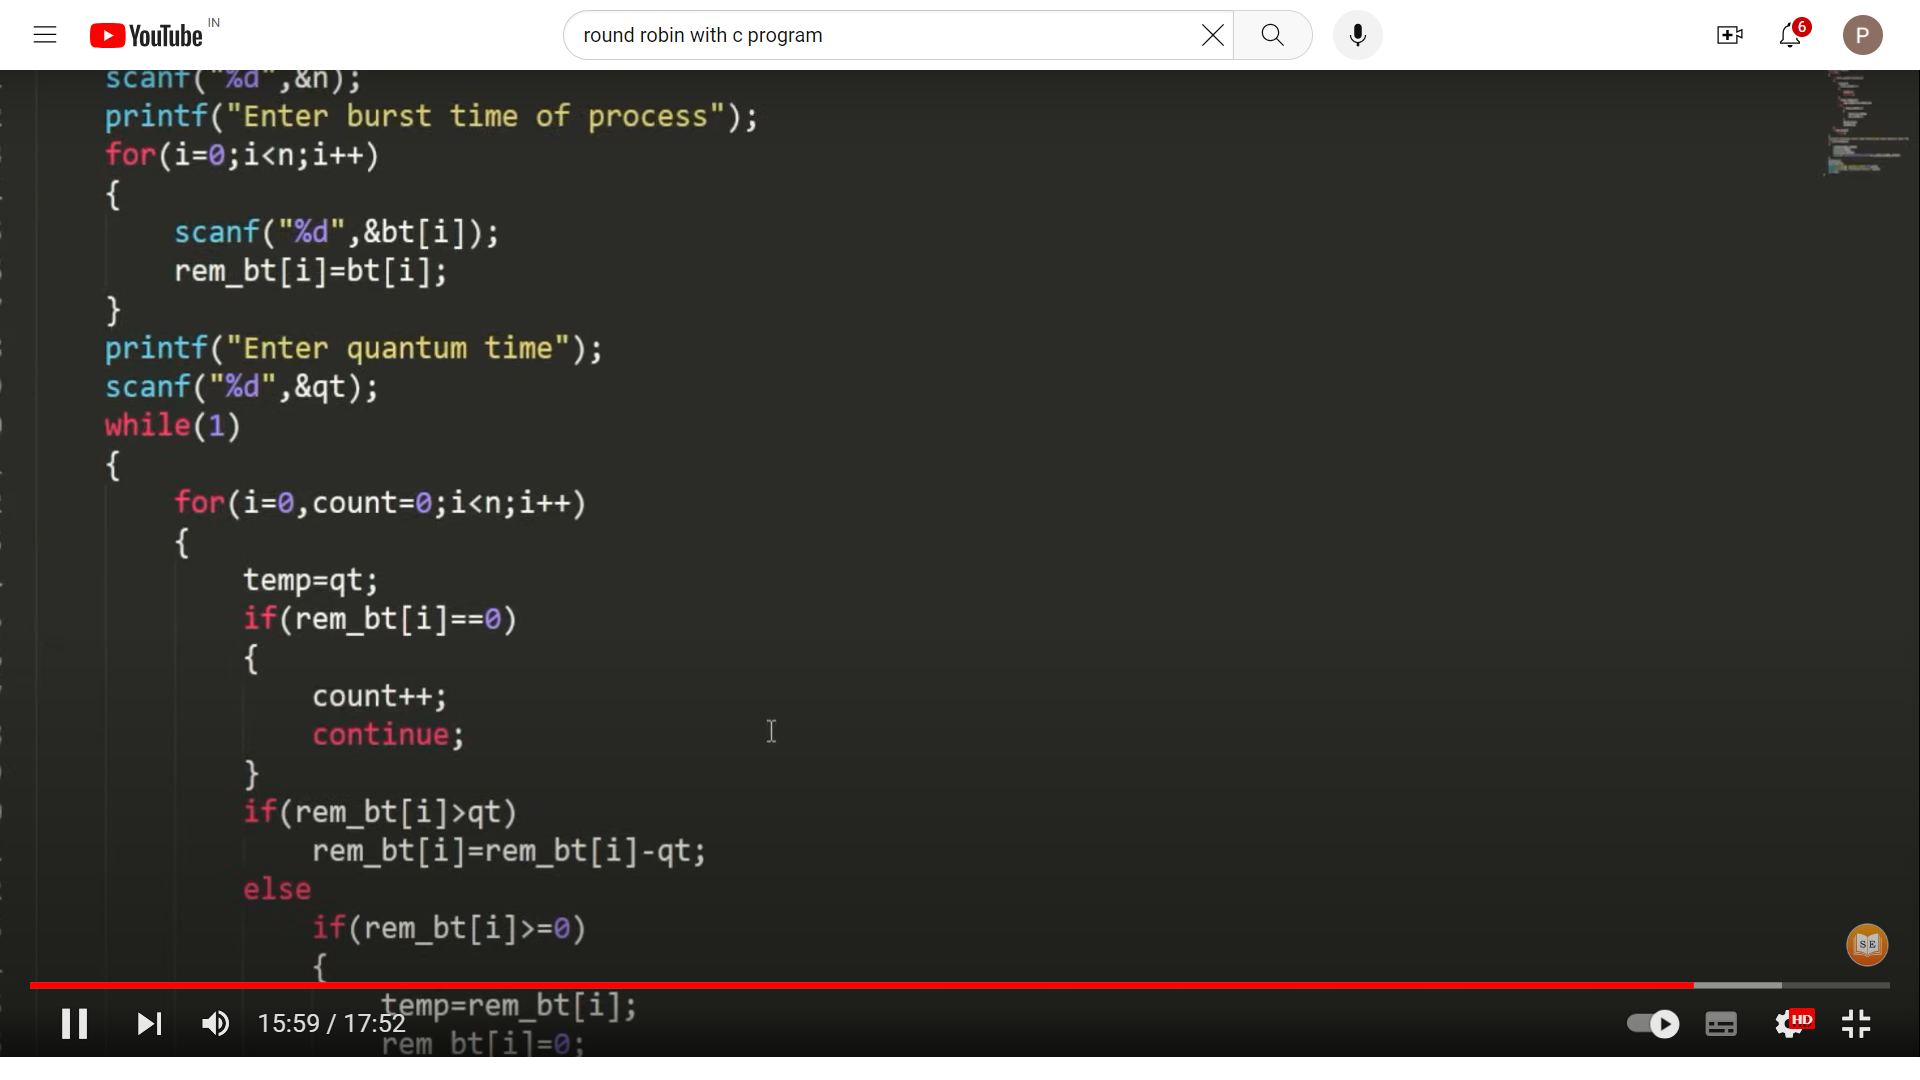 YouTube IN
round robin with c program
6
P
scanf("%d",&n);
printf("Enter burst time of process");
for(i=0;i<n;i++)
{
scanf("%d",&bt[i]);
rem_bt[i]=bt[i];
}
printf("Enter quantum time");
scanf("%d",&qt);
while(1)
{
for(i=0,count=0;i<n;i++)
{
temp=qt;
if(rem_bt[i]==0)
{
count++;
continue;
}
if(rem_bt[i]>qt)
rem_bt[i]=rem_bt[i]-qt;
else
if(rem_bt[i]>=0)
{
temp=rem_bt[i];
rem_bt[i]=0;
SE
15:59 / 17:52
HD